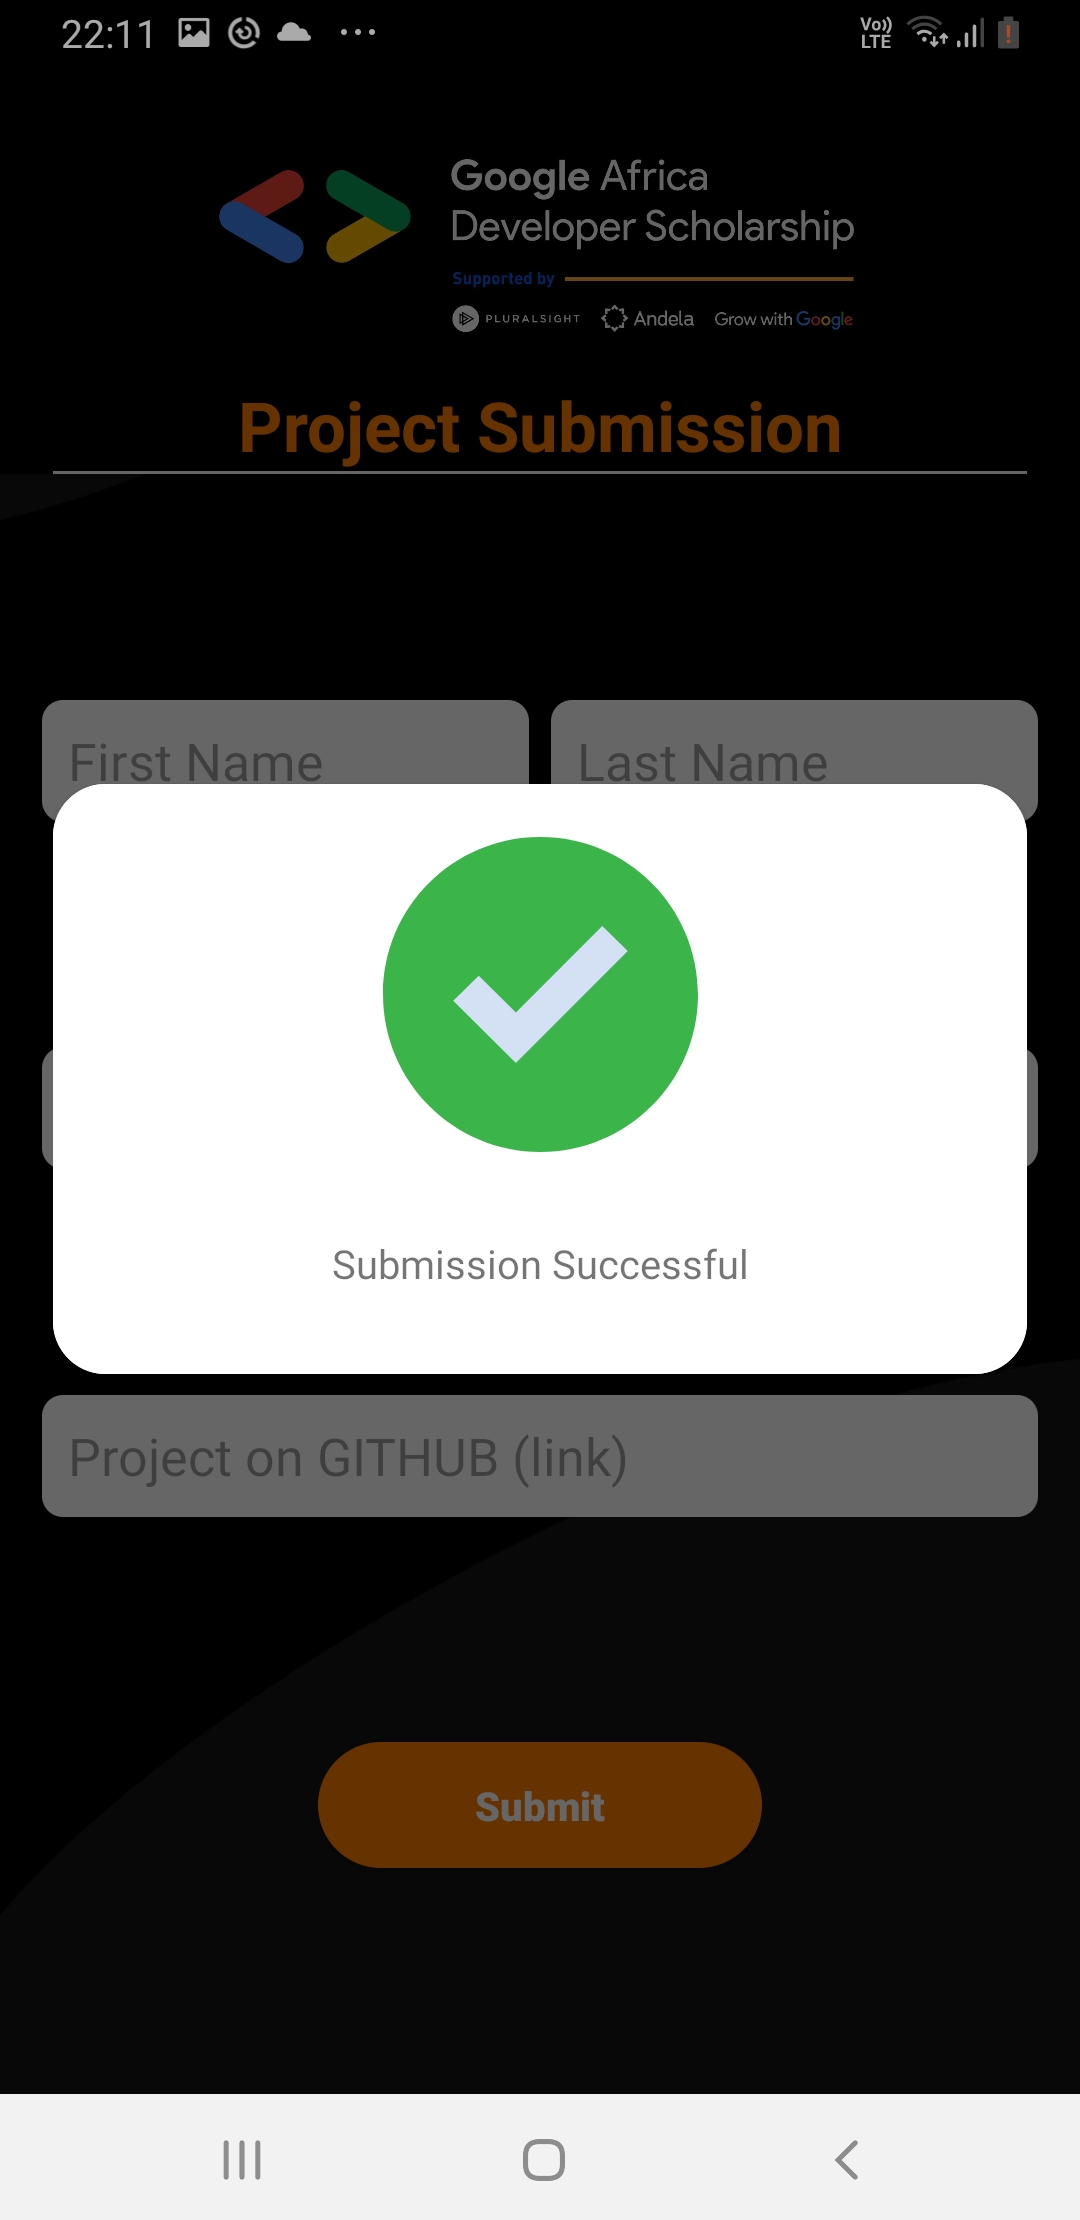 22:11
Vo)) LTE
Google Africa
Developer Scholarship
Supported by
PLURALSIGHT Andela Grow with Google
Project Submission
First Name Last Name
Submission Successful
Project on GITHUB (link)
Submit